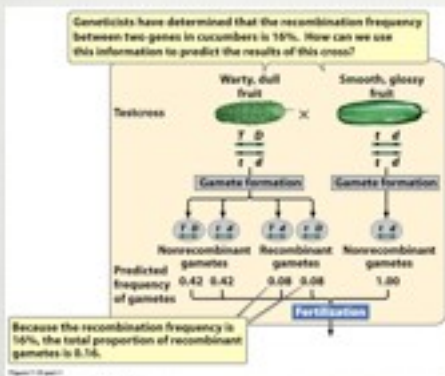 Geneticists have determined that the recombination frequency
between two genes in cucumbers is 16%. How can we use
this information to predict the results of this cross?
Warty, dull
fruit
Smooth, glossy
fruit
Testcross
×
T D
t d
t d
t d
Gamete formation
Gamete formation
T D
t d
T d
t D
t d
Nonrecombinant
gametes
Recombinant
gametes
Nonrecombinant
gametes
Predicted
frequency
of gametes
0.42 0.42 0.08 0.08 1.00
Fertilization
Because the recombination frequency is
16%, the total proportion of recombinant
gametes is 0.16.